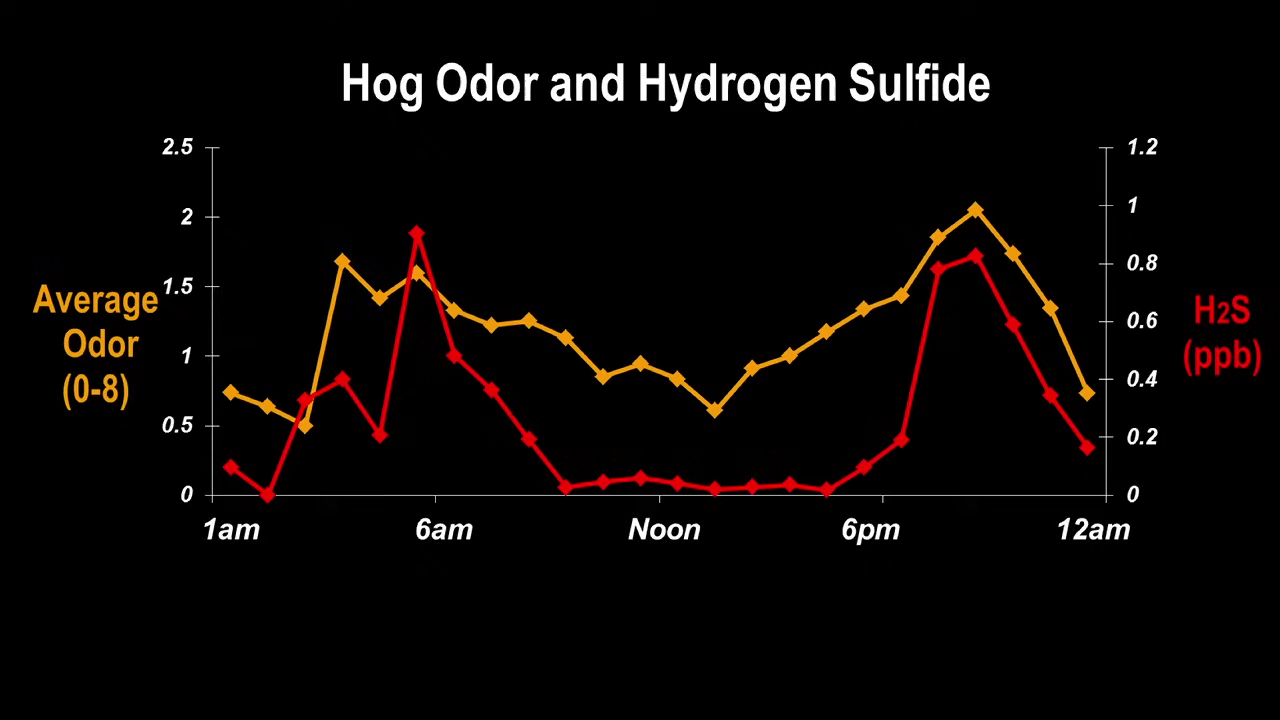 Hog Odor and Hydrogen Sulfide
2.5
2
1.5
1
0.5
0
Average
Odor
(0-8)
1.2
1
0.8
0.6
0.4
0.2
0
H2S
(ppb)
1am 6am Noon 6pm 12am